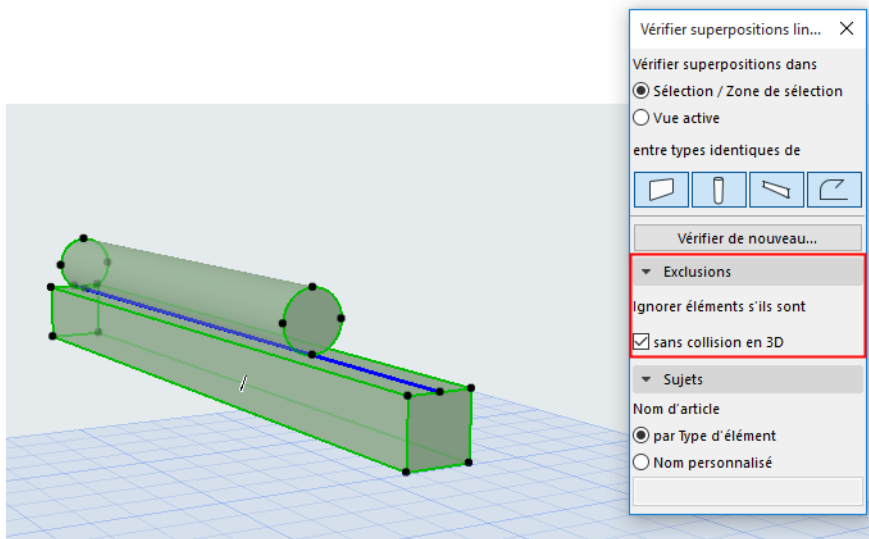 Vérifier superpositions lin...
Vérifier superpositions dans
Sélection / Zone de sélection
Vue active
entre types identiques de
Vérifier de nouveau...
Exclusions
Ignorer éléments s'ils sont
sans collision en 3D
Sujets
Nom d'article
par Type d'élément
Nom personnalisé